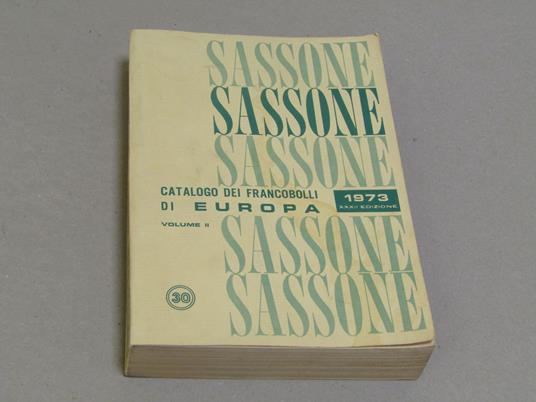 SASSONE
SASSONE
SASSONE
CATALOGO DEI FRANCOBOLLI
DI EUROPA
1973
XXXII EDIZIONE
VOLUME II
SASSONE
SASSONE
30